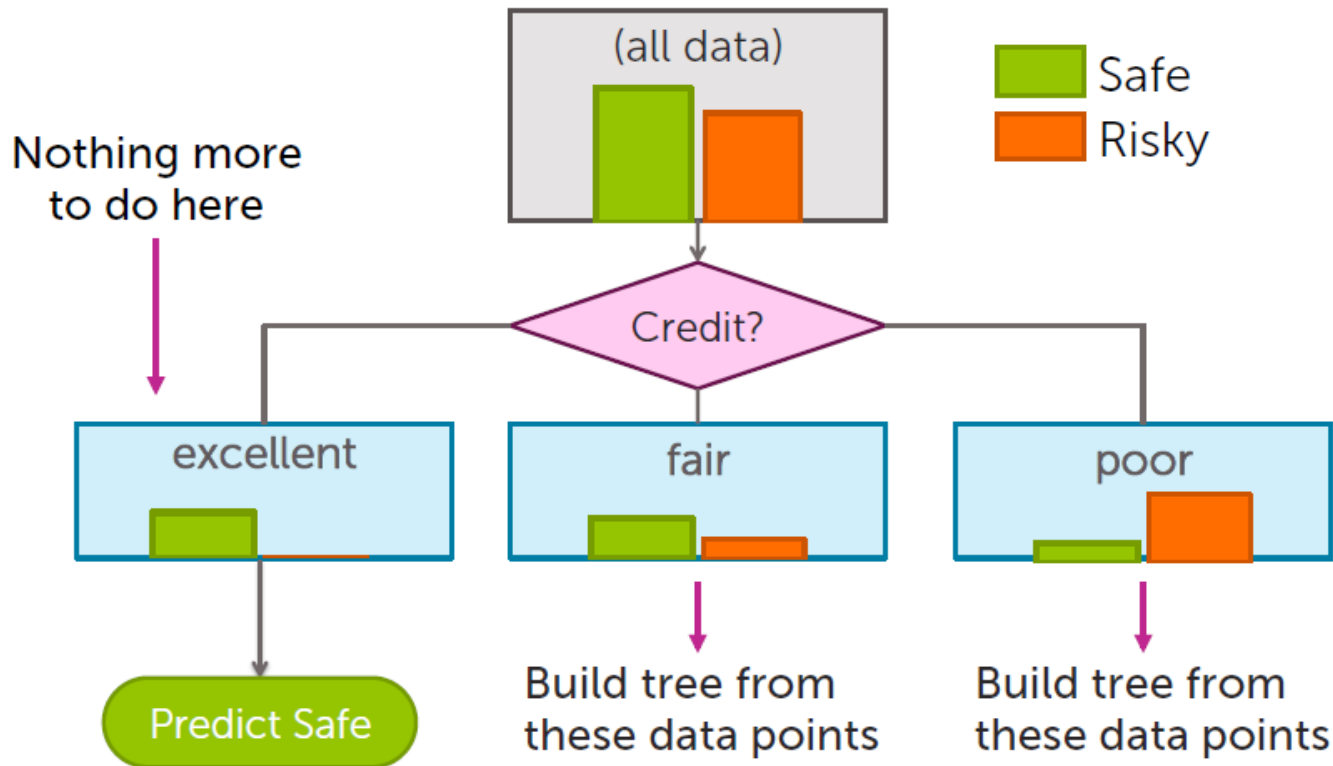 (all data)
Safe
Risky
Nothing more
to do here
Credit?
excellent
fair
poor
Predict Safe
Build tree from
these data points
Build tree from
these data points